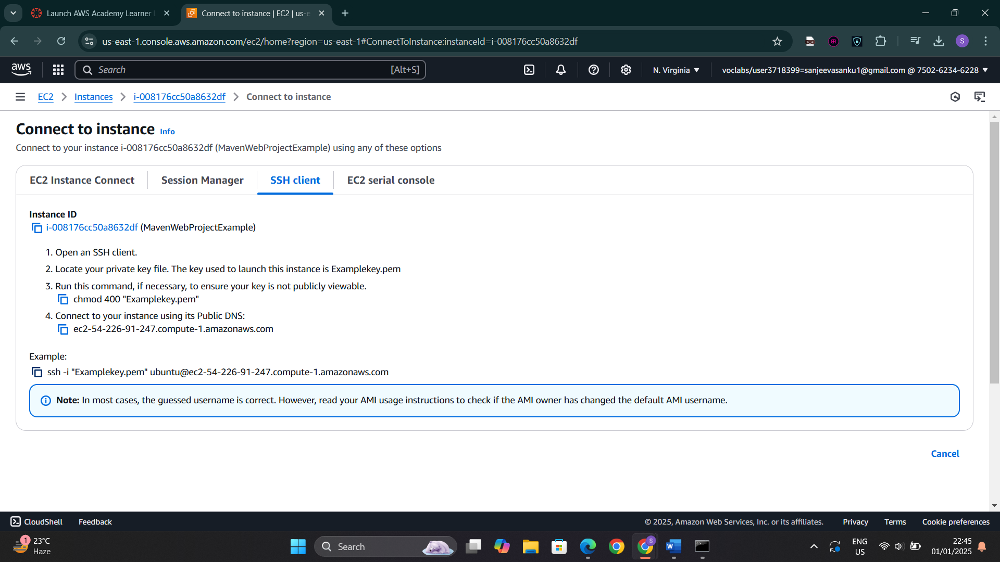 Launch AWS Academy Learner
Connect to instance | EC2 | us-e
us-east-1.console.aws.amazon.com/ec2/home?region=us-east-1#ConnectToInstance:instanceId=i-008176cc50a8632df
ER
S
aws
Search
[Alt+S]
N. Virginia
voclabs/user3718399=sanjeevasanku1@gmail.com @ 7502-6234-6228
EC2
Instances
i-008176cc50a8632df
Connect to instance
Connect to instance Info
Connect to your instance i-008176cc50a8632df (MavenWebProjectExample) using any of these options
EC2 Instance Connect
Session Manager
SSH client
EC2 serial console
Instance ID
i-008176cc50a8632df (MavenWebProjectExample)
1. Open an SSH client.
2. Locate your private key file. The key used to launch this instance is Examplekey.pem
3. Run this command, if necessary, to ensure your key is not publicly viewable.
chmod 400 "Examplekey.pem"
4. Connect to your instance using its Public DNS:
ec2-54-226-91-247.compute-1.amazonaws.com
Example:
ssh -i "Examplekey.pem" ubuntu@ec2-54-226-91-247.compute-1.amazonaws.com
Note: In most cases, the guessed username is correct. However, read your AMI usage instructions to check if the AMI owner has changed the default AMI username.
Cancel
CloudShell
Feedback
© 2025, Amazon Web Services, Inc. or its affiliates.
Privacy
Terms
Cookie preferences
1
23°C
Haze
Search
S
W
ENG
US
22:45
01/01/2025